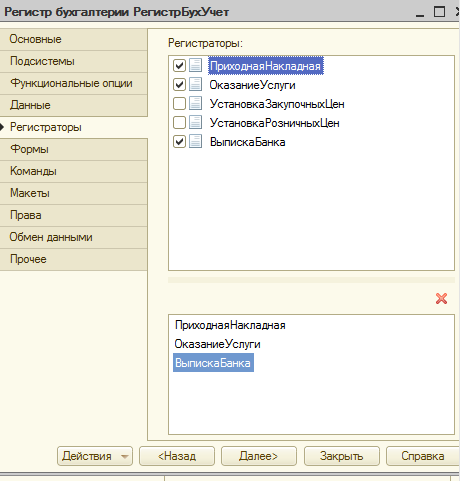 Регистр бухгалтерии РегистрБухУчет
Основные
Подсистемы
Функциональные опции
Данные
Регистраторы
Формы
Команды
Макеты
Права
Обмен данными
Прочее
Регистраторы:
ПриходнаяНакладная
ОказаниеУслуги
УстановкаЗакупочныхЦен
УстановкаРозничныхЦен
ВыпискаБанка
ПриходнаяНакладная
ОказаниеУслуги
ВыпискаБанка
Действия <Назад Далее> Закрыть Справка